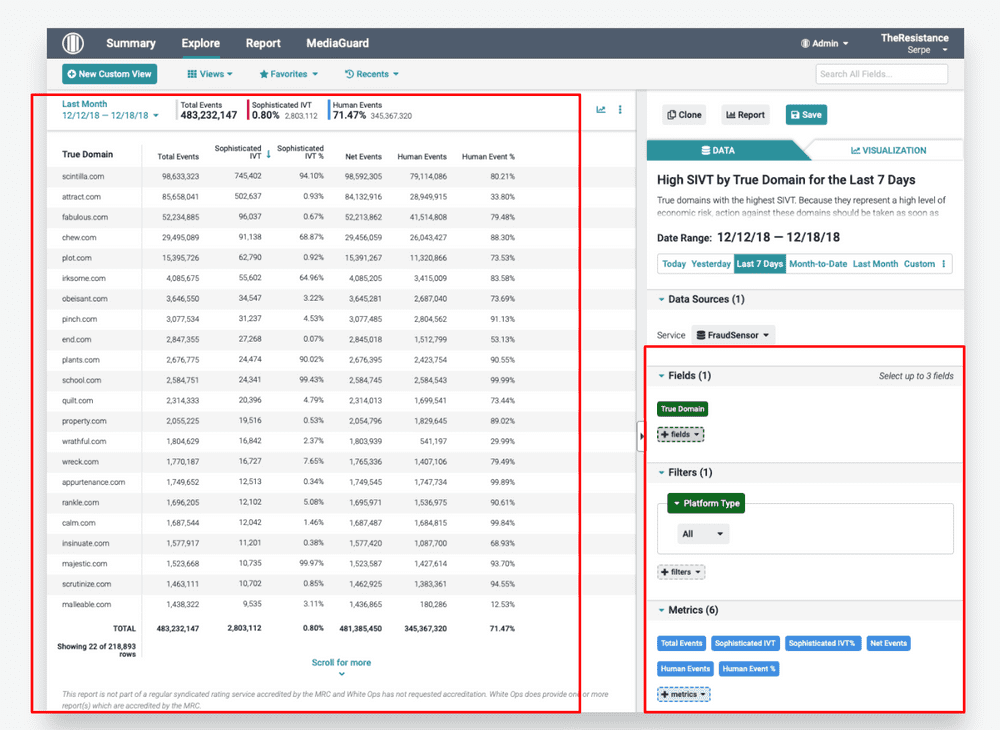 Summary Explore Report MediaGuard Admin TheResistance
Serpe
New Custom View Views Favorites Recents Search All Fields...
Last Month
12/12/18 — 12/18/18
Total Events
483,232,147
Sophisticated IVT
0.80% 2,803,112
Human Events
71.47% 345,367,320
True Domain Total Events Sophisticated IVT Sophisticated IVT % Net Events Human Events Human Event %
scintilla.com 98,633,323 745,402 94.10% 98,592,305 79,114,086 80.21%
attract.com 85,658,041 502,637 0.93% 84,132,916 28,949,915 33.80%
fabulous.com 52,234,885 96,037 0.67% 52,213,862 41,514,808 79.48%
chew.com 29,495,089 91,138 68.87% 29,456,059 26,043,427 88.30%
plot.com 15,395,726 62,790 0.92% 15,391,267 11,320,866 73.53%
irksome.com 4,085,675 55,602 64.96% 4,085,205 3,415,009 83.58%
obeisant.com 3,646,550 34,547 3.22% 3,645,281 2,687,040 73.69%
pinch.com 3,077,534 31,237 4.53% 3,077,485 2,804,562 91.13%
end.com 2,847,355 27,268 0.07% 2,845,018 1,512,799 53.13%
plants.com 2,676,775 24,474 90.02% 2,676,395 2,423,754 90.55%
school.com 2,584,751 24,341 99.43% 2,584,745 2,584,543 99.99%
quilt.com 2,314,333 20,396 4.79% 2,314,013 1,699,541 73.44%
property.com 2,055,225 19,516 0.53% 2,054,796 1,829,645 89.02%
wrathful.com 1,804,629 16,842 2.37% 1,803,939 541,197 29.99%
wreck.com 1,770,187 16,727 7.65% 1,765,336 1,407,106 79.49%
appurtenance.com 1,749,652 12,513 0.34% 1,749,545 1,747,734 99.89%
rankle.com 1,696,205 12,102 5.08% 1,695,971 1,536,975 90.61%
calm.com 1,687,544 12,042 1.46% 1,687,487 1,684,815 99.84%
insinuate.com 1,577,917 11,201 0.38% 1,577,420 1,087,700 68.93%
majestic.com 1,523,668 10,735 99.97% 1,523,587 1,427,614 93.70%
scrutinize.com 1,463,111 10,702 0.85% 1,462,925 1,383,361 94.55%
malleable.com 1,438,322 9,535 3.11% 1,436,865 180,286 12.53%
TOTAL 483,232,147 2,803,112 0.80% 481,385,450 345,367,320 71.47%
Showing 22 of 218,893
rows
Scroll for more
This report is not part of a regular syndicated rating service accredited by the MRC and White Ops has not requested accreditation. White Ops does provide one or more
report(s) which are accredited by the MRC.
Clone Report Save
DATA VISUALIZATION
High SIVT by True Domain for the Last 7 Days
True domains with the highest SIVT. Because they represent a high level of
economic risk, action against these domains should be taken as soon as
Date Range: 12/12/18 — 12/18/18
Today Yesterday Last 7 Days Month-to-Date Last Month Custom
Data Sources (1)
Service FraudSensor
Fields (1) Select up to 3 fields
True Domain
+ fields
Filters (1)
Platform Type
All
+ filters
Metrics (6)
Total Events Sophisticated IVT Sophisticated IVT% Net Events
Human Events Human Event %
+ metrics